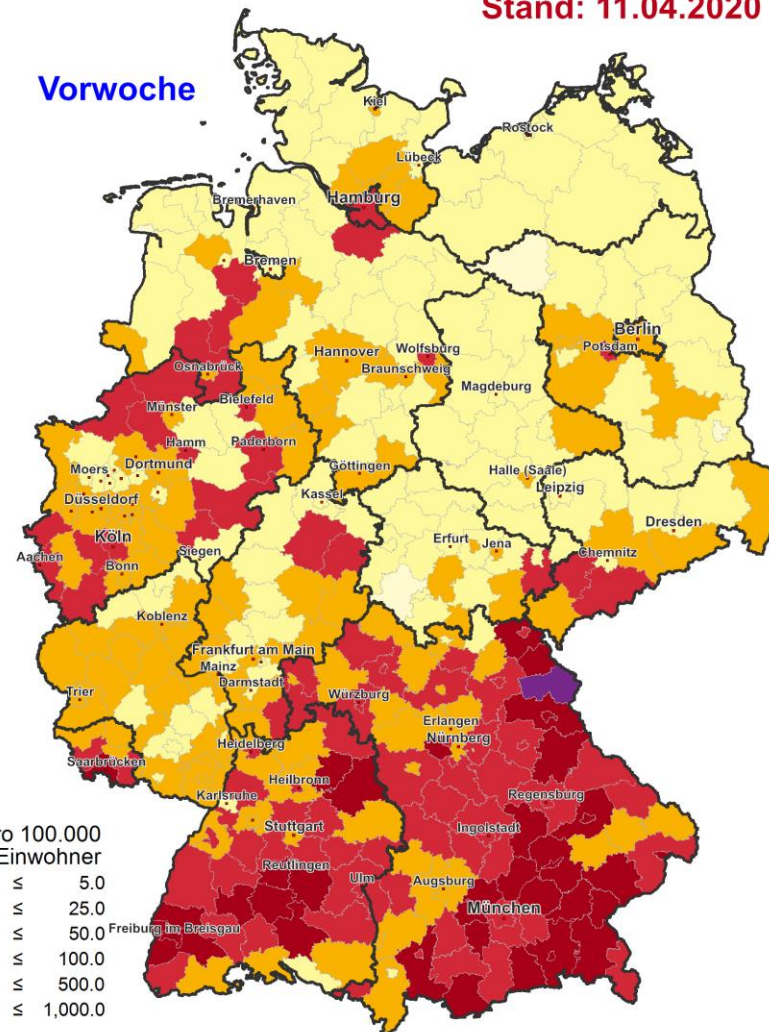 Stand: 11.04.2020
Vorwoche
Kiel
Rostock
Lübeck
Hamburg
Bremerhaven
Bremen
Wolfsburg
Hannover
Braunschweig
Berlin
Potsdam
Osnabrück
Magdeburg
Bielefeld
Münster
Hamm
Paderborn
Göttingen
Halle (Saale)
Moers
Dortmund
Leipzig
Düsseldorf
Kassel
Dresden
Köln
Erfurt
Jena
Chemnitz
Aachen
Siegen
Bonn
Koblenz
Frankfurt am Main
Mainz
Darmstadt
Trier
Würzburg
Erlangen
Nürnberg
Heidelberg
Saarbrücken
Heilbronn
Karlsruhe
Regensburg
Stuttgart
Ingolstadt
Reutlingen
Ulm
Augsburg
München
Freiburg im Breisgau
100.000
Einwohner
≤ 5.0
≤ 25.0
≤ 50.0
≤ 100.0
≤ 500.0
≤ 1,000.0